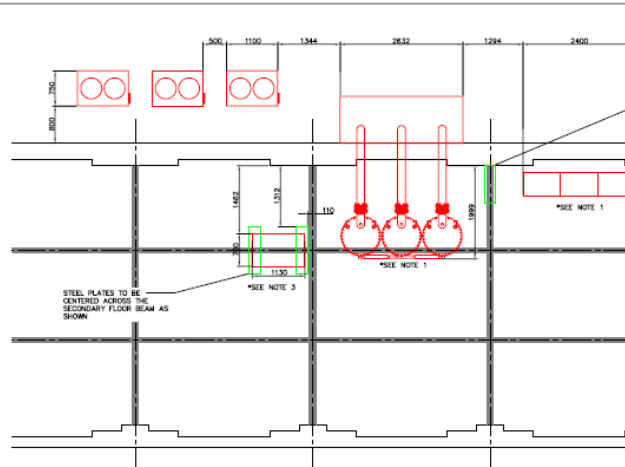 500
1100
1344
2632
1294
2400
750
800
1462
1312
110
1999
700
1130
*SEE NOTE 1
*SEE NOTE 1
*SEE NOTE 3
STEEL PLATES TO BE
CENTERED ACROSS THE
SECONDARY FLOOR BEAM AS
SHOWN